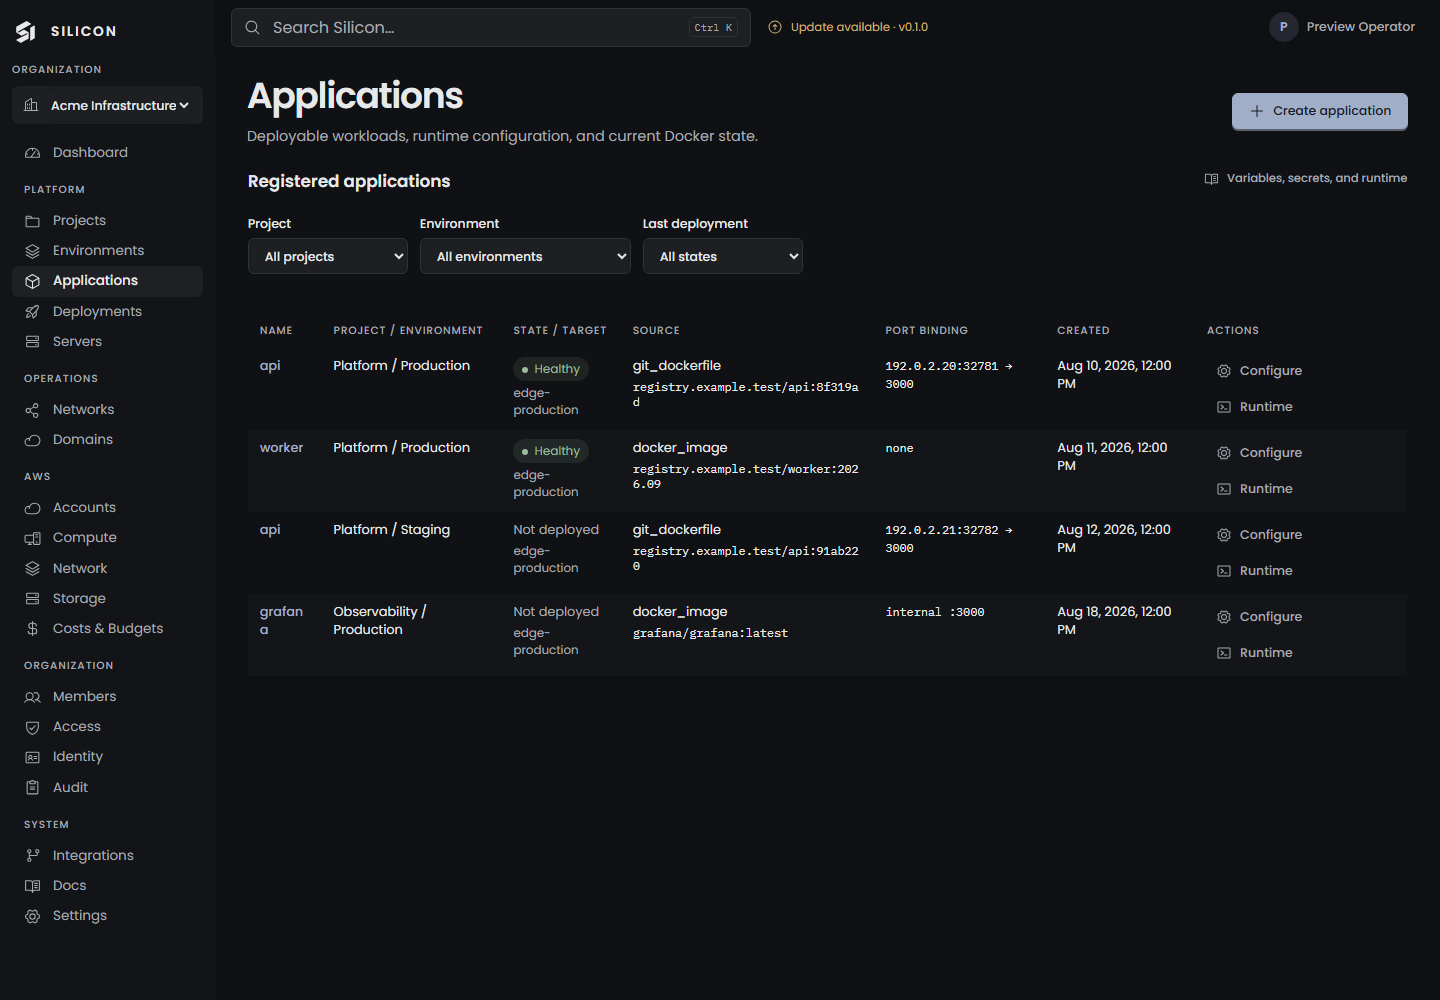 SILICON
Search Silicon...
Ctrl K
Update available · v0.1.0
P
Preview Operator
ORGANIZATION
Acme Infrastructure
Dashboard
PLATFORM
Projects
Environments
Applications
Deployments
Servers
OPERATIONS
Networks
Domains
AWS
Accounts
Compute
Network
Storage
Costs & Budgets
ORGANIZATION
Members
Access
Identity
Audit
SYSTEM
Integrations
Docs
Settings
Applications
Deployable workloads, runtime configuration, and current Docker state.
Create application
Registered applications
Variables, secrets, and runtime
Project
Environment
Last deployment
All projects
All environments
All states
NAME
PROJECT / ENVIRONMENT
STATE / TARGET
SOURCE
PORT BINDING
CREATED
ACTIONS
api
Platform / Production
Healthy
edge-
production
git_dockerfile
registry.example.test/api:8f319a
d
192.0.2.20:32781 →
3000
Aug 10, 2026, 12:00
PM
Configure
Runtime
worker
Platform / Production
Healthy
edge-
production
docker_image
registry.example.test/worker:202
6.09
none
Aug 11, 2026, 12:00
PM
Configure
Runtime
api
Platform / Staging
Not deployed
edge-
production
git_dockerfile
registry.example.test/api:91ab22
0
192.0.2.21:32782 →
3000
Aug 12, 2026, 12:00
PM
Configure
Runtime
grafan
a
Observability /
Production
Not deployed
edge-
production
docker_image
grafana/grafana:latest
internal :3000
Aug 18, 2026, 12:00
PM
Configure
Runtime